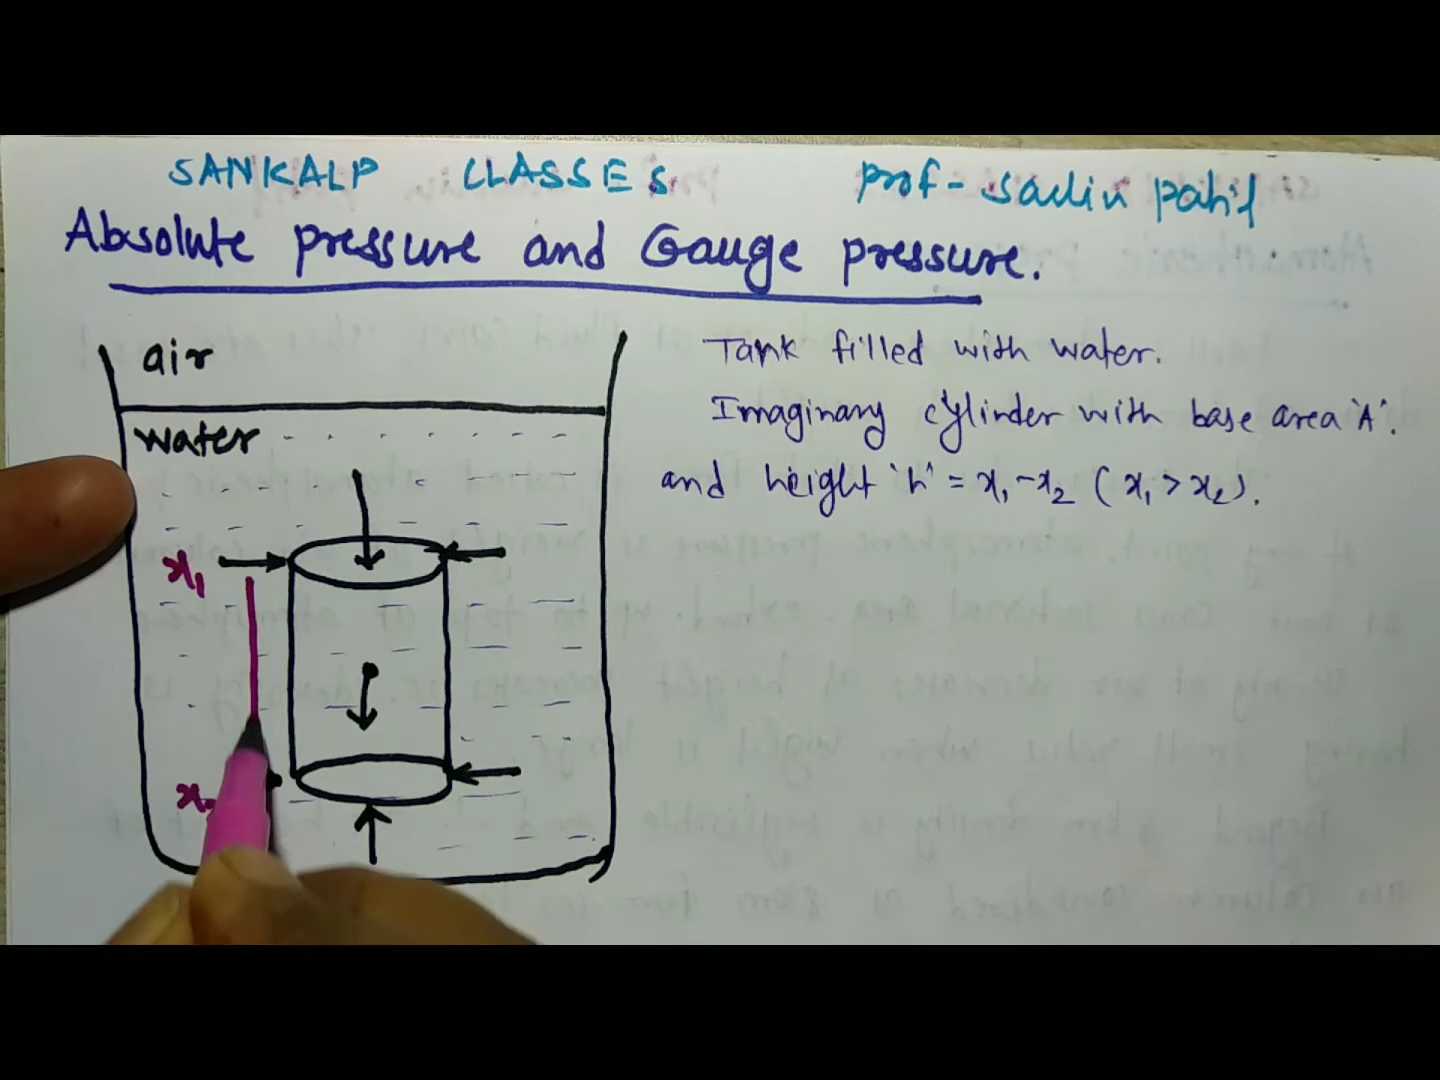 SANKALP CLASSES Prof - Sachin Patil
Absolute pressure and Gauge pressure.
air
Tank filled with water.
water
Imaginary cylinder with base area 'A'.
and height 'h' = x₁-x₂ (x₁ > x₂).
x₁